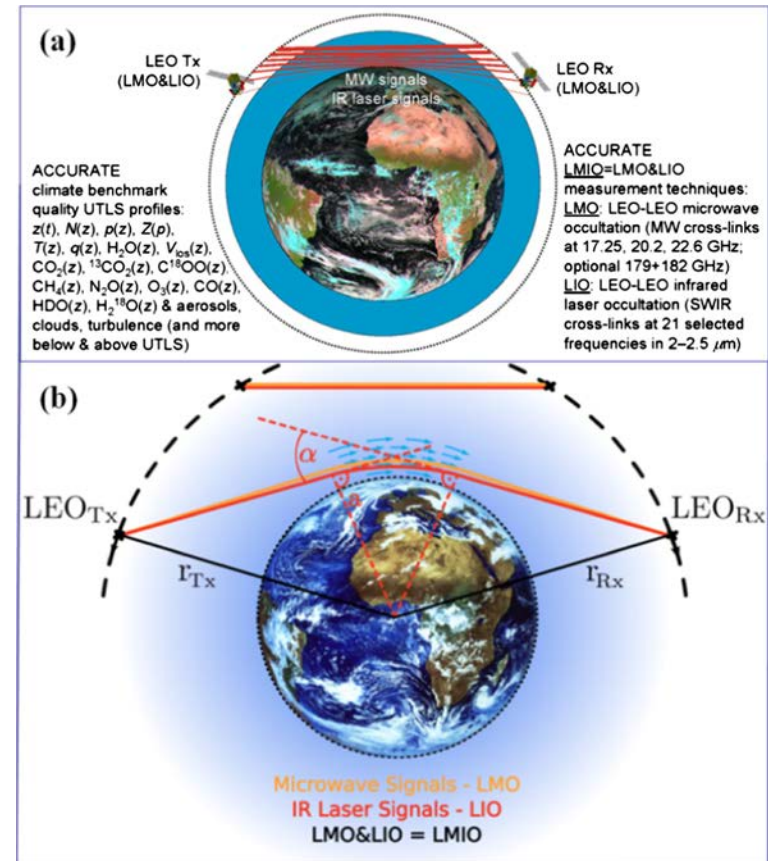 (a)
LEO Tx
(LMO&LIO)
MW signals
IR laser signals
LEO Rx
(LMO&LIO)
ACCURATE
climate benchmark
quality UTLS profiles:
z(t), N(z), p(z), Z(p),
T(z), q(z), H₂O(z), Vlos(z),
CO₂(z), ¹³CO₂(z), C¹⁸OO(z),
CH₄(z), N₂O(z), O₃(z), CO(z),
HDO(z), H₂¹⁸O(z) & aerosols,
clouds, turbulence (and more
below & above UTLS)
ACCURATE
LMIO=LMO&LIO
measurement techniques:
LMO: LEO-LEO microwave
occultation (MW cross-links
at 17.25, 20.2, 22.6 GHz;
optional 179+182 GHz)
LIO: LEO-LEO infrared
laser occultation (SWIR
cross-links at 21 selected
frequencies in 2–2.5 μm)
(b)
α
a
LEO_Tx
LEO_Rx
r_Tx
r_Rx
Microwave Signals - LMO
IR Laser Signals - LIO
LMO&LIO = LMIO